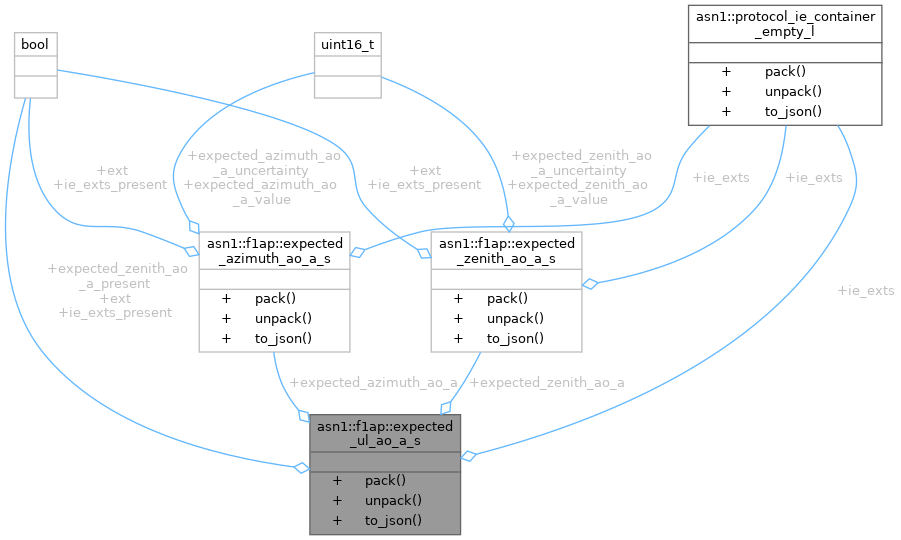 asn1::protocol_ie_container
_empty_l
+ pack()
+ unpack()
+ to_json()
bool
uint16_t
+ext
+ie_exts_present
+expected_azimuth_ao
_a_uncertainty
+expected_azimuth_ao
_a_value
+ext
+ie_exts_present
+expected_zenith_ao
_a_uncertainty
+expected_zenith_ao
_a_value
+ie_exts
+ie_exts
asn1::f1ap::expected
_azimuth_ao_a_s
+ pack()
+ unpack()
+ to_json()
asn1::f1ap::expected
_zenith_ao_a_s
+ pack()
+ unpack()
+ to_json()
+expected_zenith_ao
_a_present
+ext
+ie_exts_present
+ie_exts
+expected_azimuth_ao_a
+expected_zenith_ao_a
asn1::f1ap::expected
_ul_ao_a_s
+ pack()
+ unpack()
+ to_json()